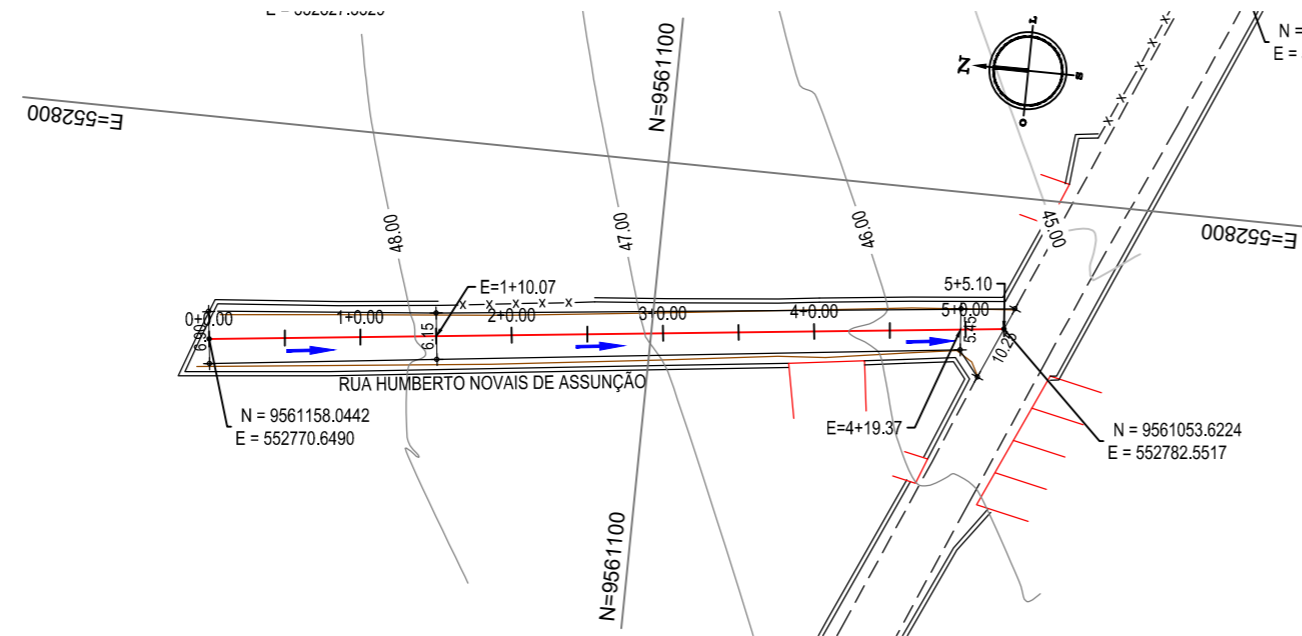 N=9561100
N =
E =
E=552800
Z
48.00
47.00
46.00
45.00
E=552800
E=1+10.07
5+5.10
0+0.00
1+0.00
2+0.00
3+0.00
4+0.00
5+0.00
6.90
6.15
5.45
10.25
RUA HUMBERTO NOVAIS DE ASSUNÇÃO
N = 9561158.0442
E = 552770.6490
E=4+19.37
N = 9561053.6224
E = 552782.5517
N=9561100